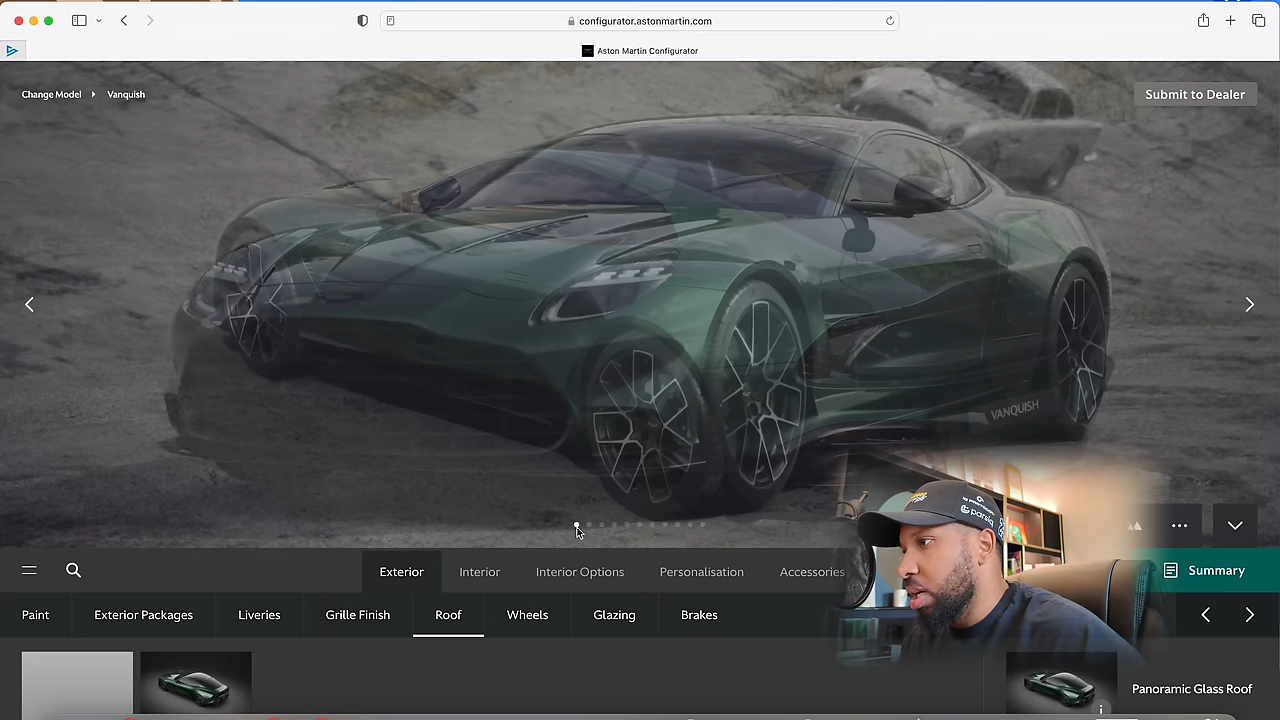 configurator.astonmartin.com
Aston Martin Configurator
Change Model
Vanquish
Submit to Dealer
VANQUISH
parsiq
Exterior
Interior
Interior Options
Personalisation
Accessories
Summary
Paint
Exterior Packages
Liveries
Grille Finish
Roof
Wheels
Glazing
Brakes
Panoramic Glass Roof